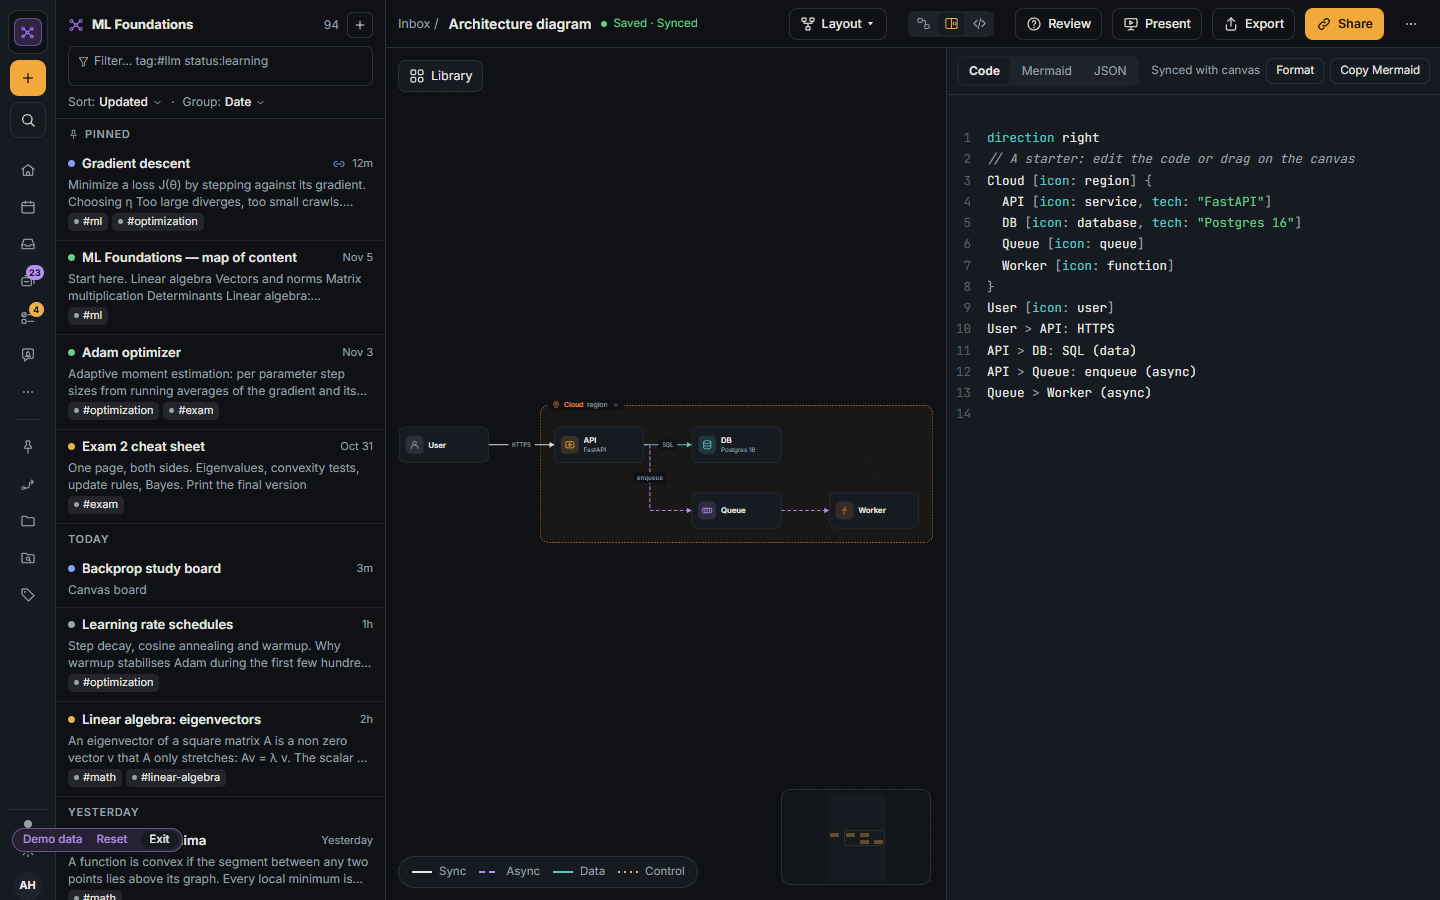 ML Foundations 94
Filter... tag:#llm status:learning
Sort: Updated · Group: Date
PINNED
Gradient descent 12m
Minimize a loss J(θ) by stepping against its gradient.
Choosing η Too large diverges, too small crawls....
#ml #optimization
ML Foundations — map of content Nov 5
Start here. Linear algebra Vectors and norms Matrix
multiplication Determinants Linear algebra:...
#ml
Adam optimizer Nov 3
Adaptive moment estimation: per parameter step
sizes from running averages of the gradient and its...
#optimization #exam
Exam 2 cheat sheet Oct 31
One page, both sides. Eigenvalues, convexity tests,
update rules, Bayes. Print the final version
#exam
TODAY
Backprop study board 3m
Canvas board
Learning rate schedules 1h
Step decay, cosine annealing and warmup. Why
warmup stabilises Adam during the first few hundre...
#optimization
Linear algebra: eigenvectors 2h
An eigenvector of a square matrix A is a non zero
vector v that A only stretches: Av = λ v. The scalar ...
#math #linear-algebra
YESTERDAY
ima Yesterday
A function is convex if the segment between any two
points lies above its graph. Every local minimum is...
#math
23
4
Demo data Reset Exit
AH
Inbox / Architecture diagram Saved · Synced
Layout Review Present Export Share
Library
Cloud region
User
HTTPS
API
FastAPI
SQL
DB
Postgres 16
enqueue
Queue
Worker
Sync Async Data Control
Code Mermaid JSON Synced with canvas Format Copy Mermaid
1 direction right
2 // A starter: edit the code or drag on the canvas
3 Cloud [icon: region] {
4 API [icon: service, tech: "FastAPI"]
5 DB [icon: database, tech: "Postgres 16"]
6 Queue [icon: queue]
7 Worker [icon: function]
8 }
9 User [icon: user]
10 User > API: HTTPS
11 API > DB: SQL (data)
12 API > Queue: enqueue (async)
13 Queue > Worker (async)
14